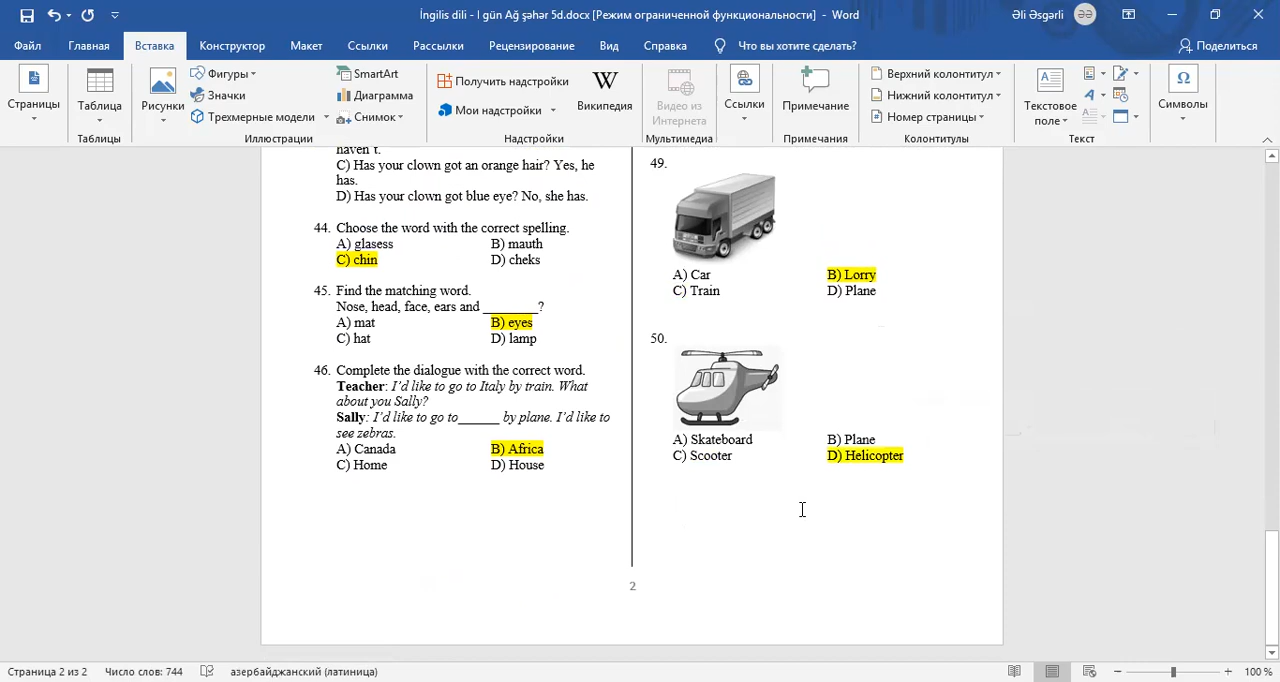 İngilis dili - I gün Ağ şəhər 5d.docx [Режим ограниченной функциональности] - Word
Əli Əsgərli
ƏƏ
Файл
Главная
Вставка
Конструктор
Макет
Ссылки
Рассылки
Рецензирование
Вид
Справка
Что вы хотите сделать?
Поделиться
Страницы
Таблица
Таблицы
Рисунки
Фигуры
Значки
Трехмерные модели
SmartArt
Диаграмма
Снимок
Иллюстрации
Получить надстройки
Мои надстройки
W
Википедия
Надстройки
Видео из
Интернета
Мультимедиа
Ссылки
Примечание
Примечания
Верхний колонтитул
Нижний колонтитул
Номер страницы
Колонтитулы
Текстовое
поле
Текст
Символы
haven't.
C) Has your clown got an orange hair? Yes, he
has.
D) Has your clown got blue eye? No, she has.
44. Choose the word with the correct spelling.
A) glasess B) mauth
C) chin D) cheks
45. Find the matching word.
Nose, head, face, ears and ________?
A) mat B) eyes
C) hat D) lamp
46. Complete the dialogue with the correct word.
Teacher: I'd like to go to Italy by train. What
about you Sally?
Sally: I'd like to go to______ by plane. I'd like to
see zebras.
A) Canada B) Africa
C) Home D) House
49.
A) Car B) Lorry
C) Train D) Plane
50.
A) Skateboard B) Plane
C) Scooter D) Helicopter
2
Страница 2 из 2
Число слов: 744
азербайджанский (латиница)
100 %